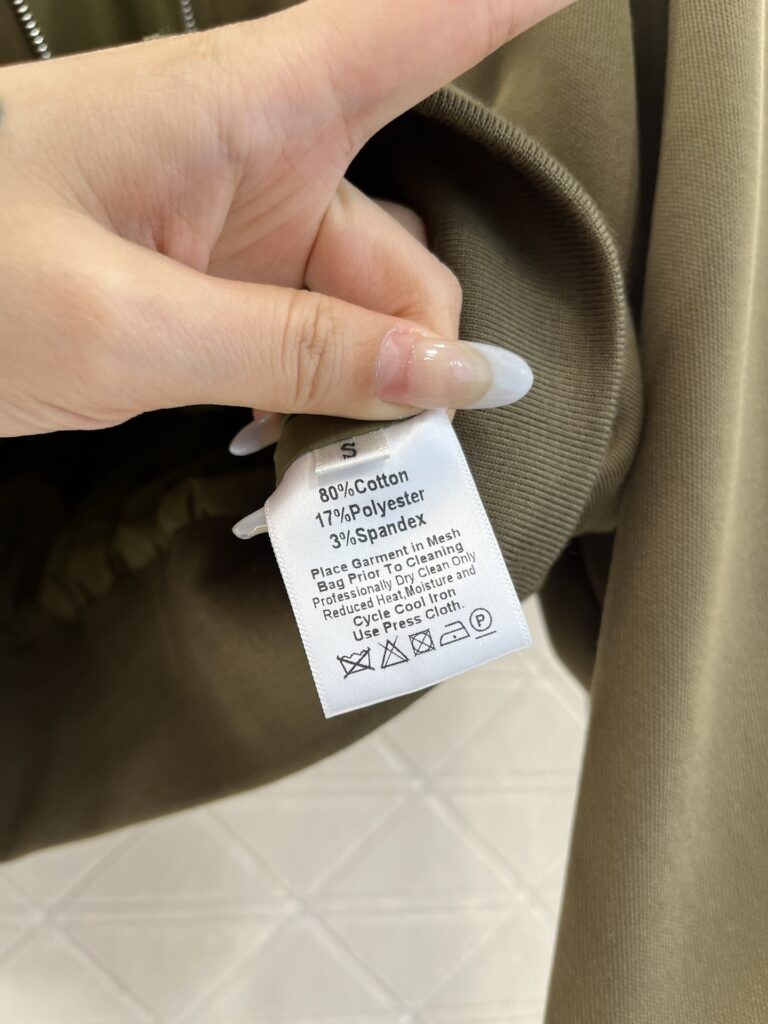 S
80%Cotton
17%Polyester
3%Spandex
Place Garment in Mesh
Bag Prior To Cleaning
Professionally Dry Clean Only
Reduced Heat,Moisture and
Cycle Cool Iron
Use Press Cloth.
P